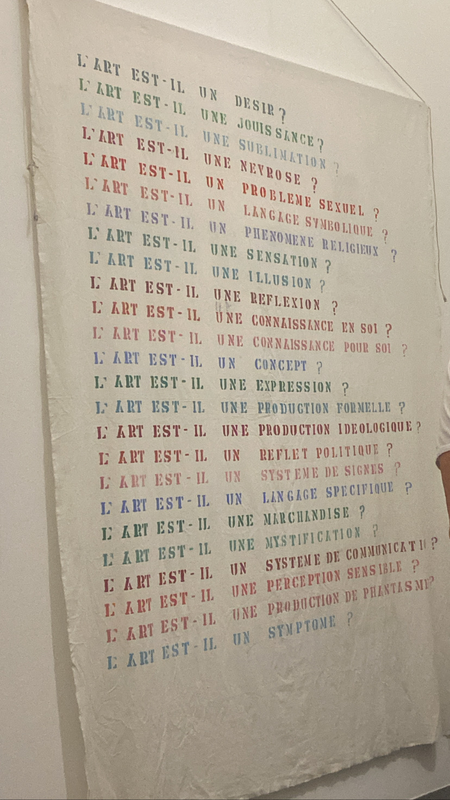 L'ART EST-IL UN DESIR ?
L'ART EST-IL UNE JOUISSANCE ?
L'ART EST-IL UNE SUBLIMATION ?
L'ART EST-IL UNE NEVROSE ?
L'ART EST-IL UN PROBLEME SEXUEL ?
L'ART EST-IL UN LANGAGE SYMBOLIQUE ?
L'ART EST-IL UN PHENOMENE RELIGIEUX ?
L'ART EST-IL UNE SENSATION ?
L'ART EST-IL UNE ILLUSION ?
L'ART EST-IL UNE REFLEXION ?
L'ART EST-IL UNE CONNAISSANCE EN SOI ?
L'ART EST-IL UNE CONNAISSANCE POUR SOI ?
L'ART EST-IL UN CONCEPT ?
L'ART EST-IL UNE EXPRESSION ?
L'ART EST-IL UNE PRODUCTION FORMELLE ?
L'ART EST-IL UNE PRODUCTION IDEOLOGIQUE ?
L'ART EST-IL UN REFLET POLITIQUE ?
L'ART EST-IL UN SYSTEME DE SIGNES ?
L'ART EST-IL UN LANGAGE SPECIFIQUE ?
L'ART EST-IL UNE MARCHANDISE ?
L'ART EST-IL UNE MYSTIFICATION ?
L'ART EST-IL UN SYSTEME DE ?
L'ART EST-IL UNE PERCEPTION SENSIBLE ?
L'ART EST-IL UNE PRODUCTION DE ?
L'ART EST-IL UN SYMPTOME ?